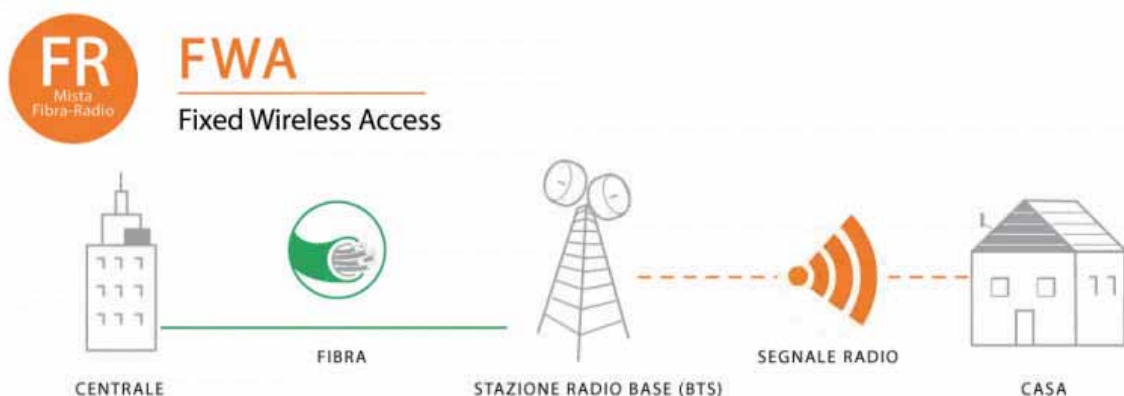 FR
Mista
Fibra-Radio
FWA
Fixed Wireless Access
FIBRA
SEGNALE RADIO
CENTRALE
STAZIONE RADIO BASE (BTS)
CASA